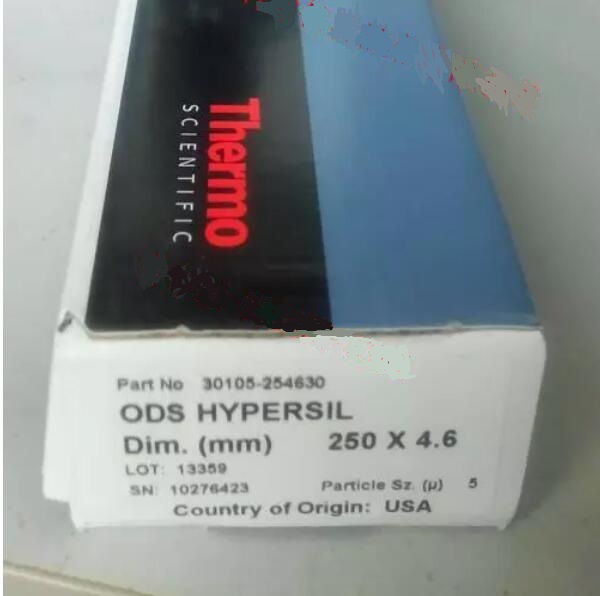 Thermo
SCIENTIFIC
Part No 30105-254630
ODS HYPERSIL
Dim. (mm) 250 X 4.6
LOT: 13359
SN: 10276423 Particle Sz. (µ) 5
Country of Origin: USA